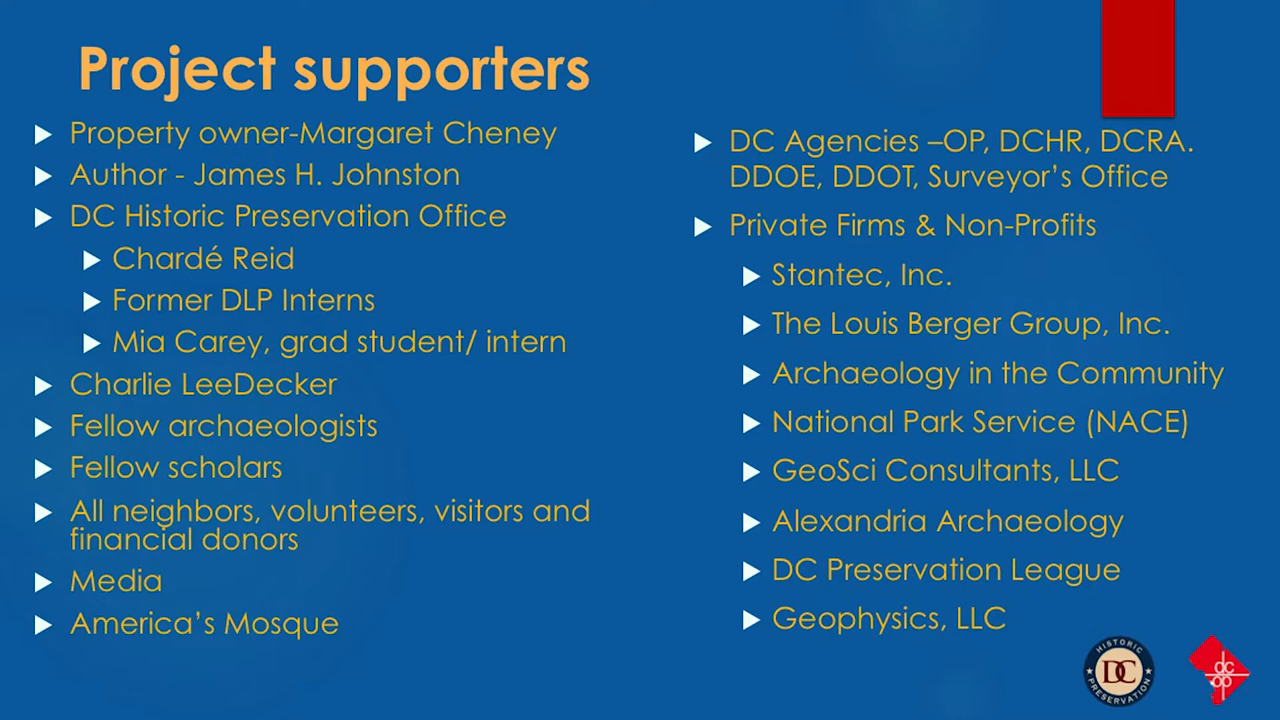 Project supporters
Property owner-Margaret Cheney
Author - James H. Johnston
DC Historic Preservation Office
Chardé Reid
Former DLP Interns
Mia Carey, grad student/ intern
Charlie LeeDecker
Fellow archaeologists
Fellow scholars
All neighbors, volunteers, visitors and
financial donors
Media
America's Mosque
DC Agencies –OP, DCHR, DCRA.
DDOE, DDOT, Surveyor's Office
Private Firms & Non-Profits
Stantec, Inc.
The Louis Berger Group, Inc.
Archaeology in the Community
National Park Service (NACE)
GeoSci Consultants, LLC
Alexandria Archaeology
DC Preservation League
Geophysics, LLC
HISTORIC
DC
PRESERVATION
dc
op